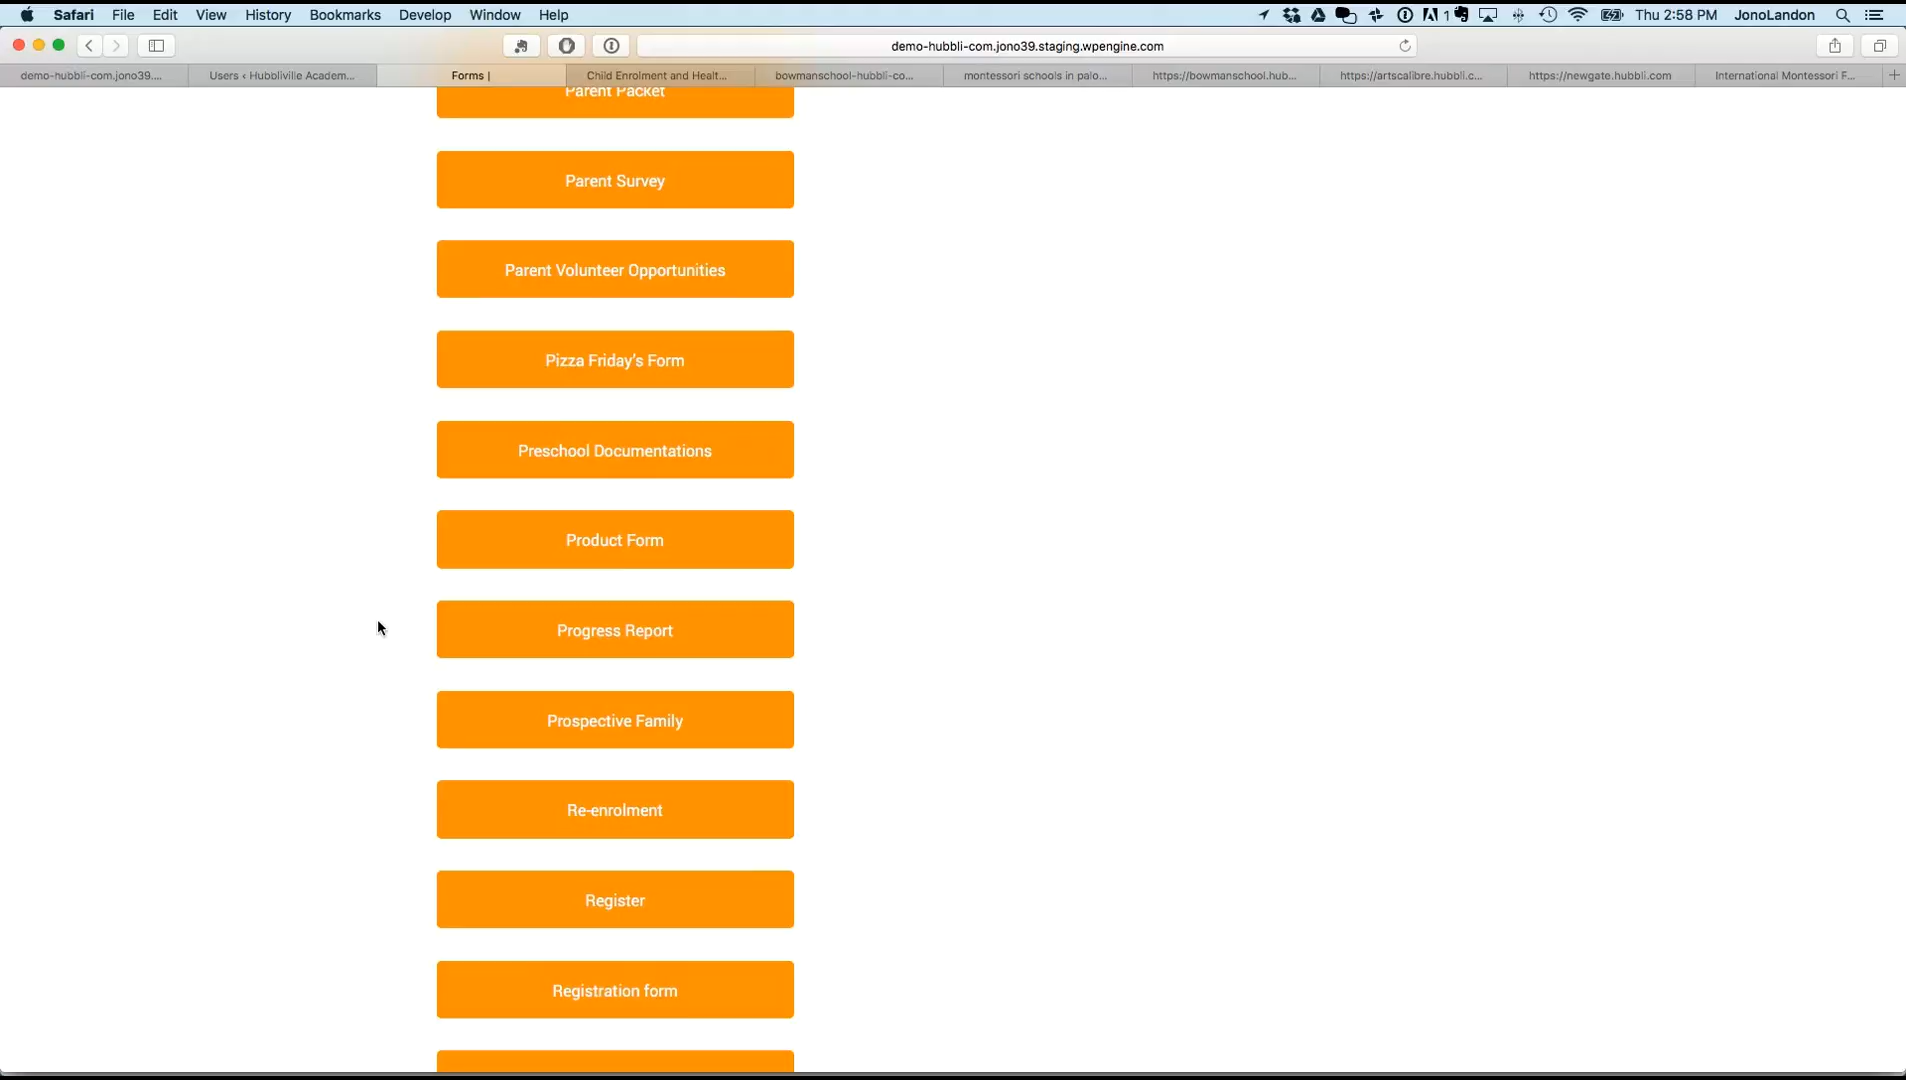 Safari File Edit View History Bookmarks Develop Window Help 1 Thu 2:58 PM JonoLandon
demo-hubbli-com.jono39.staging.wpengine.com
demo-hubbli-com.jono39.... Users ‹ Hubbliville Academ... Forms | Child Enrolment and Healt... bowmanschool-hubbli-co... montessori schools in palo... https://bowmanschool.hub... https://artscalibre.hubbli.c... https://newgate.hubbli.com International Montessori F...
Parent Packet
Parent Survey
Parent Volunteer Opportunities
Pizza Friday's Form
Preschool Documentations
Product Form
Progress Report
Prospective Family
Re-enrolment
Register
Registration form